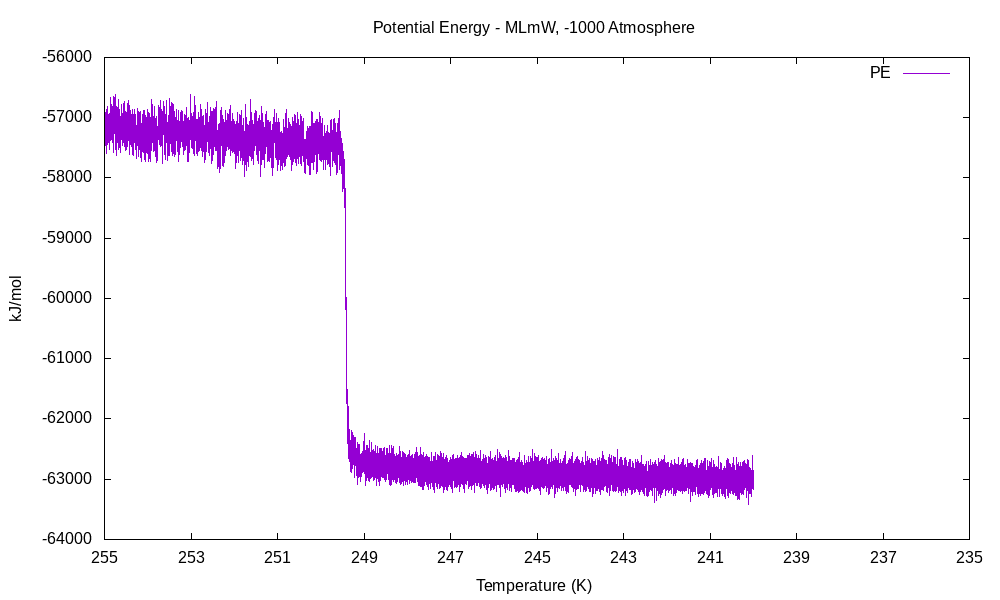 Potential Energy - MLmW, -1000 Atmosphere
PE
-56000
-57000
-58000
-59000
-60000
-61000
-62000
-63000
-64000
kJ/mol
255 253 251 249 247 245 243 241 239 237 235
Temperature (K)